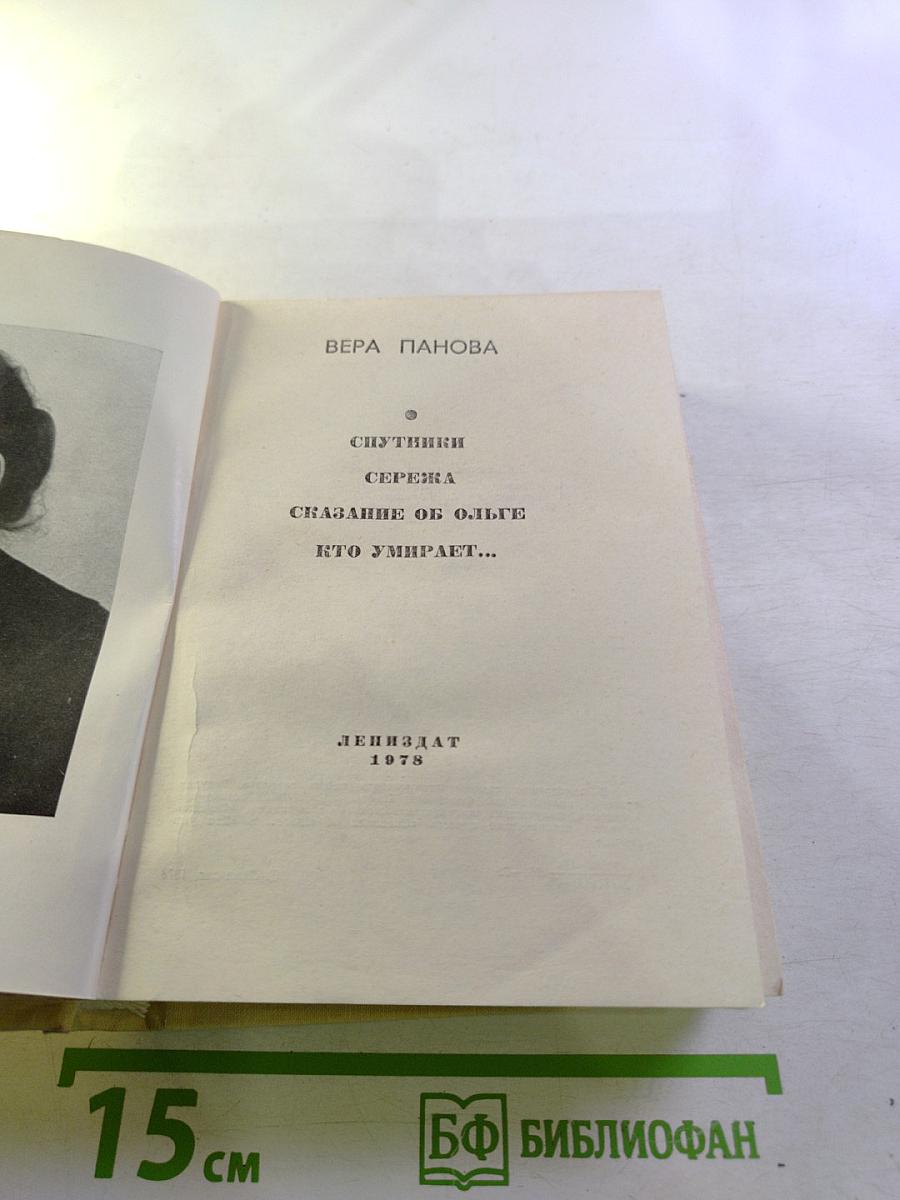 ВЕРА ПАНОВА
СПУТНИКИ
СЕРЕЖА
СКАЗАНИЕ ОБ ОЛЬГЕ
КТО УМИРАЕТ...
ЛЕНИЗДАТ
1978
15 СМ
БФ БИБЛИОФАН